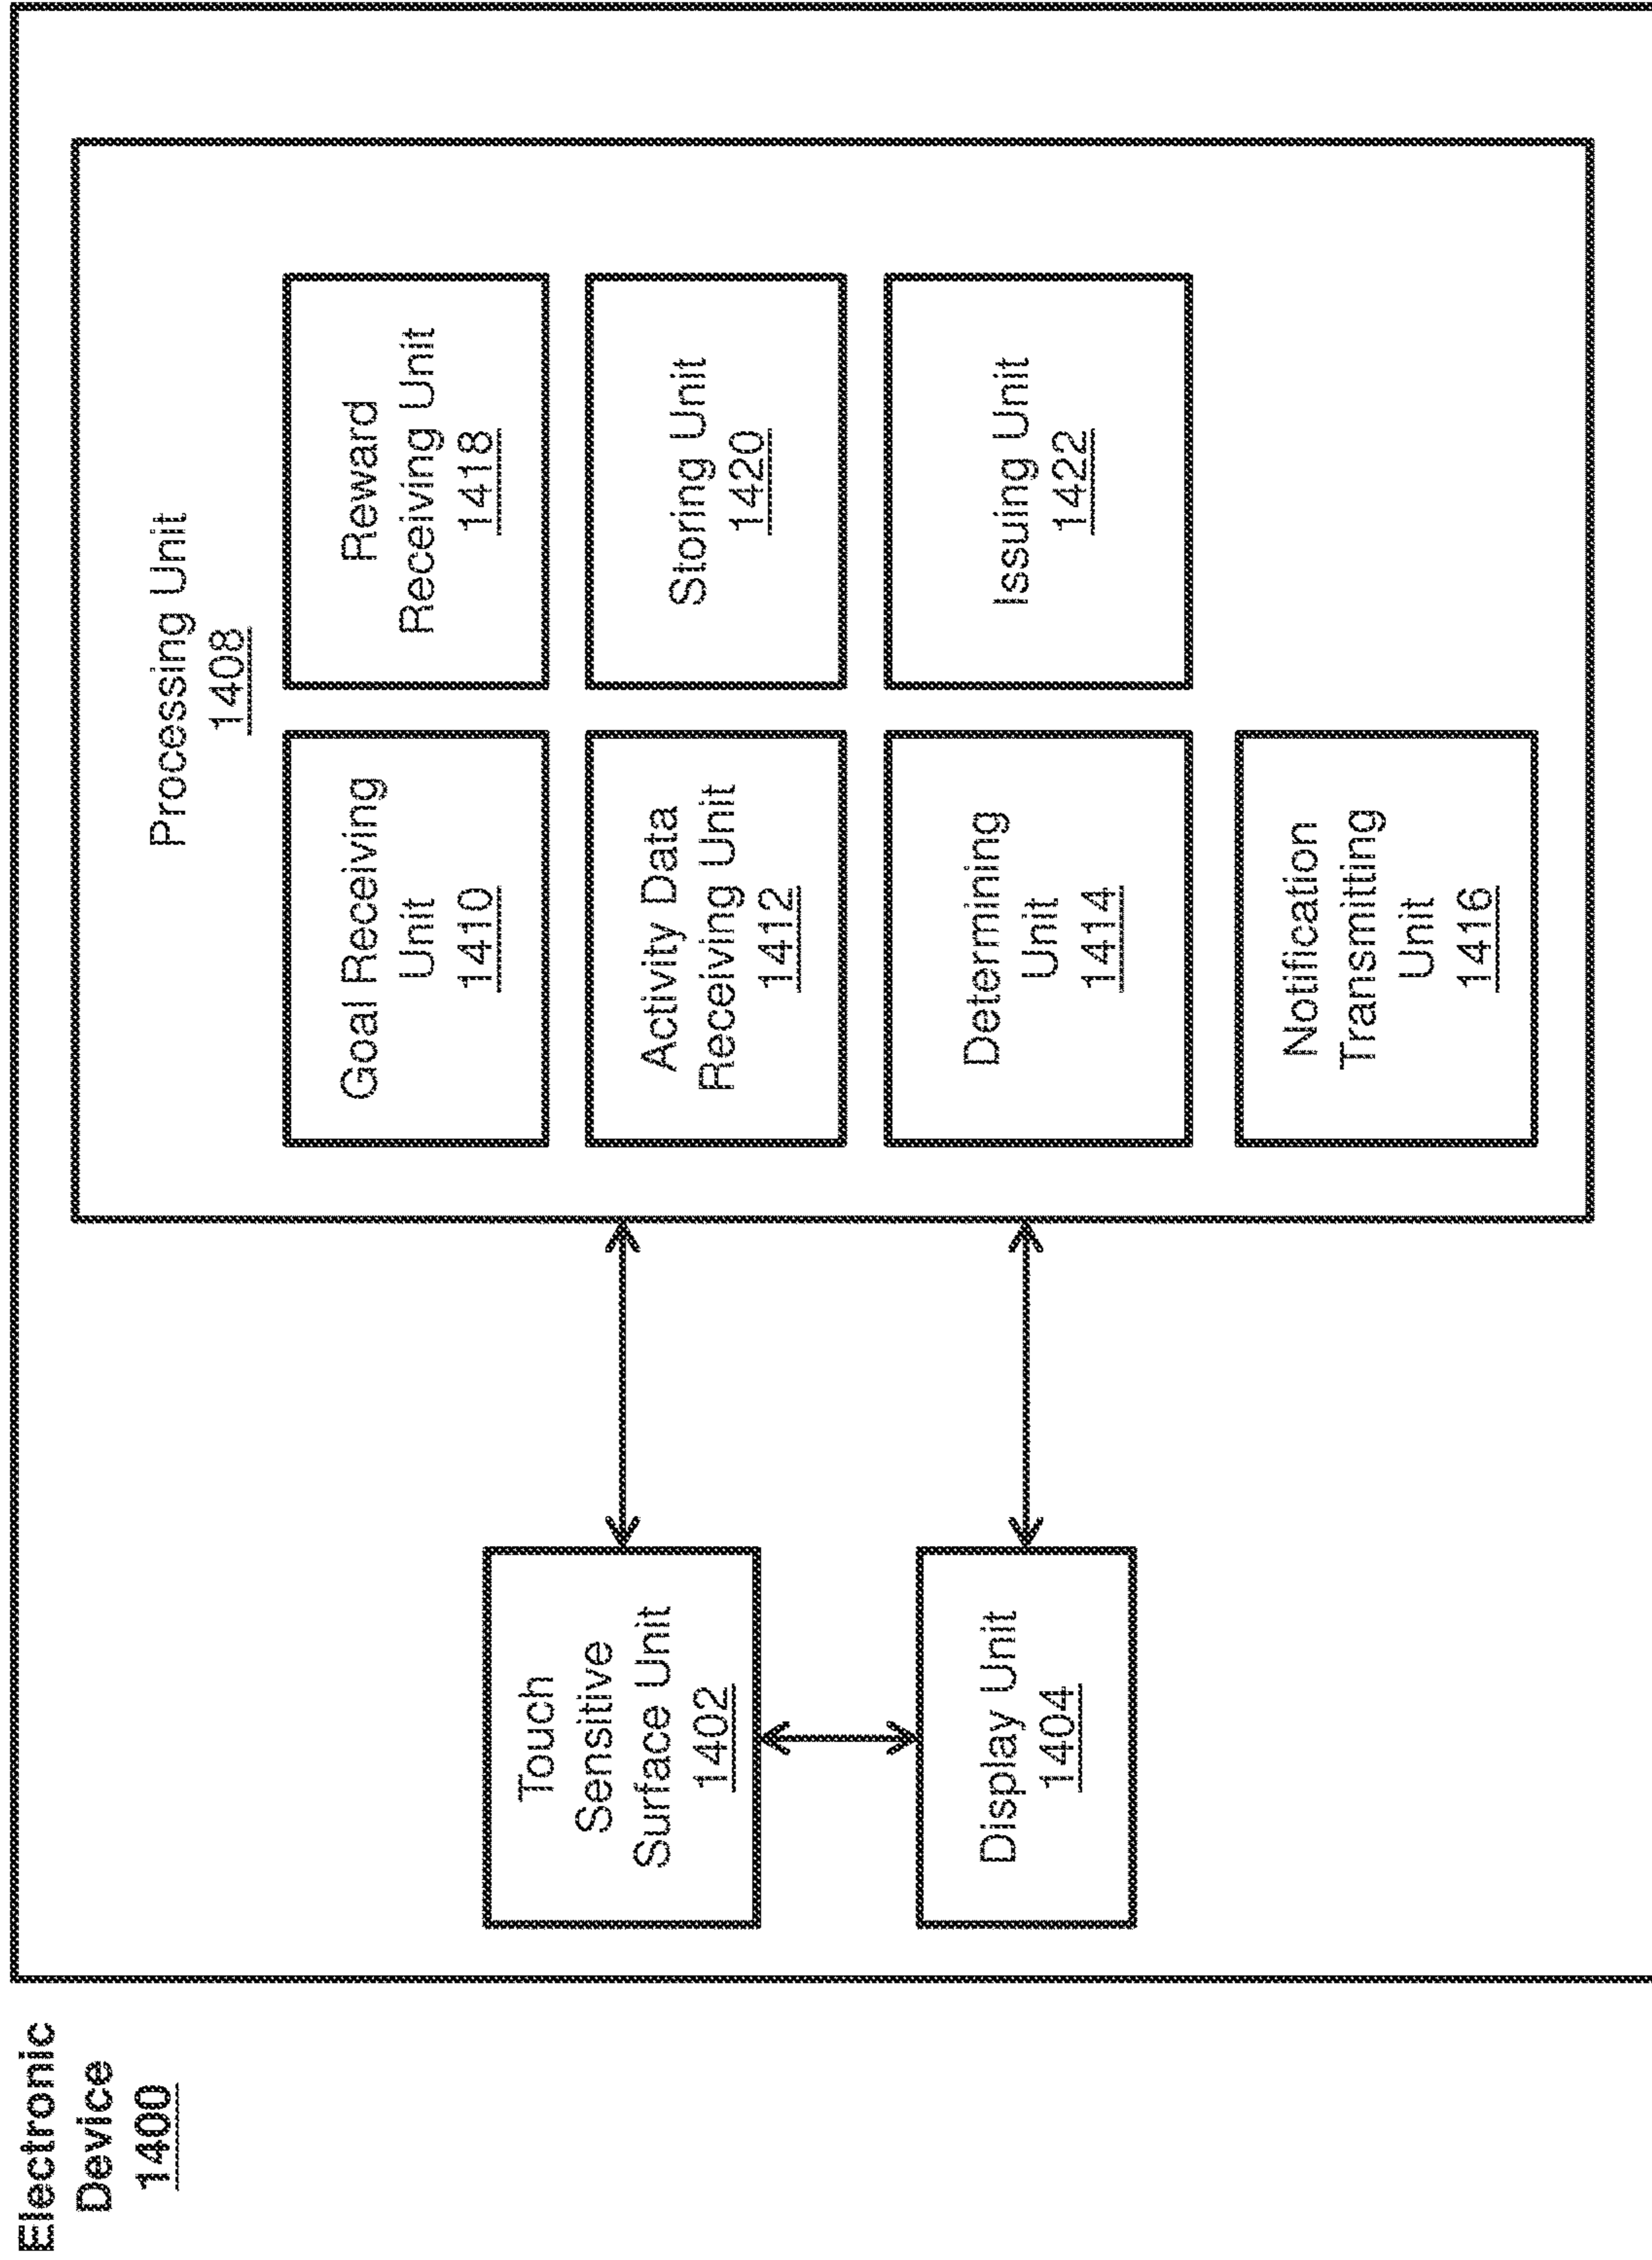 Electronic
Device
1400
Touch
Sensitive
Surface Unit
1402
Display Unit
1404
Processing Unit
1408
Goal Receiving
Unit
1410
Activity Data
Receiving Unit
1412
Determining
Unit
1414
Notification
Transmitting
Unit
1416
Reward
Receiving Unit
1418
Storing Unit
1420
Issuing Unit
1422